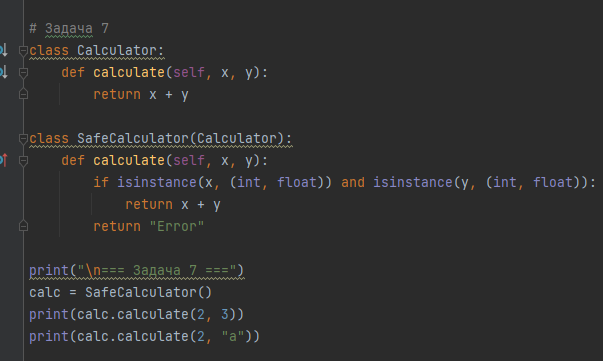 # Задача 7
class Calculator:
def calculate(self, x, y):
return x + y
class SafeCalculator(Calculator):
def calculate(self, x, y):
if isinstance(x, (int, float)) and isinstance(y, (int, float)):
return x + y
return "Error"
print("\n=== Задача 7 ===")
calc = SafeCalculator()
print(calc.calculate(2, 3))
print(calc.calculate(2, "a"))